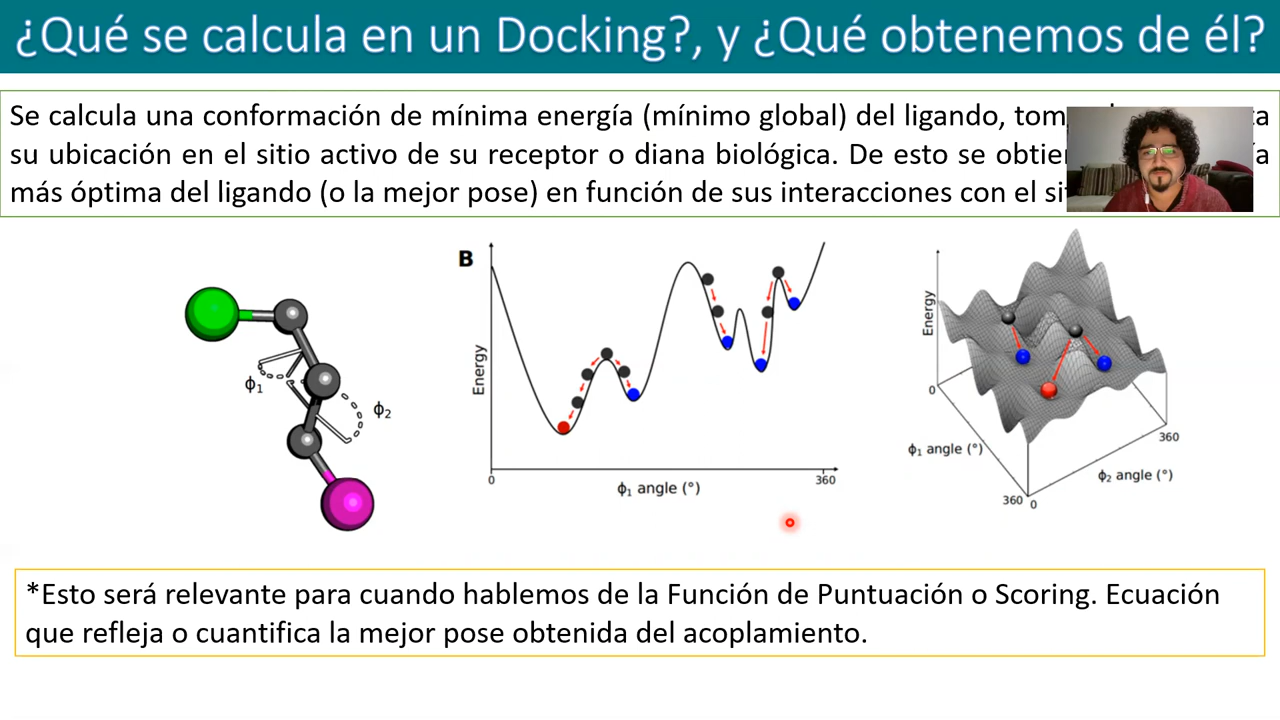 ¿Qué se calcula en un Docking?, y ¿Qué obtenemos de él?
Se calcula una conformación de mínima energía (mínimo global) del ligando,
su ubicación en el sitio activo de su receptor o diana biológica. De esto se
más óptima del ligando (o la mejor pose) en función de sus interacciones con el
B
Energy
ϕ1
ϕ2
0
ϕ1 angle (°)
360
Energy
0
ϕ1 angle (°)
360
0
ϕ2 angle (°)
360
*Esto será relevante para cuando hablemos de la Función de Puntuación o Scoring. Ecuación
que refleja o cuantifica la mejor pose obtenida del acoplamiento.